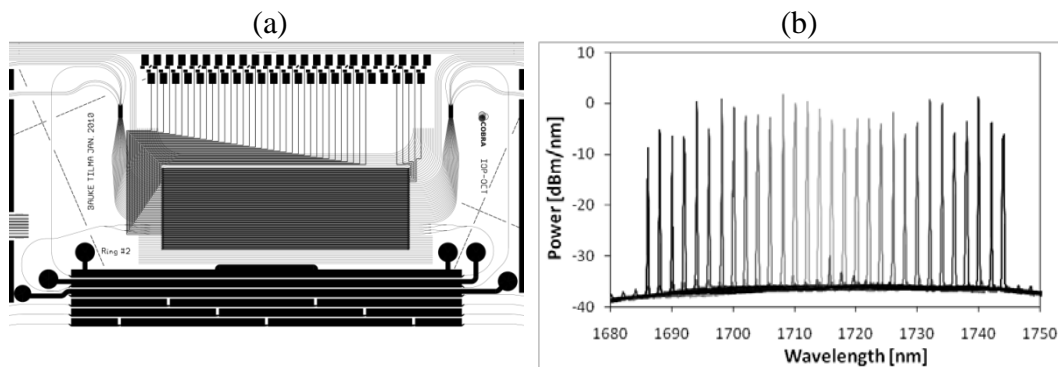 (a)
(b)
BAUKE TILMA JAN. 2010
COBRA
IOP-OCT
Ring #2
Power [dBm/nm]
10
0
-10
-20
-30
-40
1680 1690 1700 1710 1720 1730 1740 1750
Wavelength [nm]